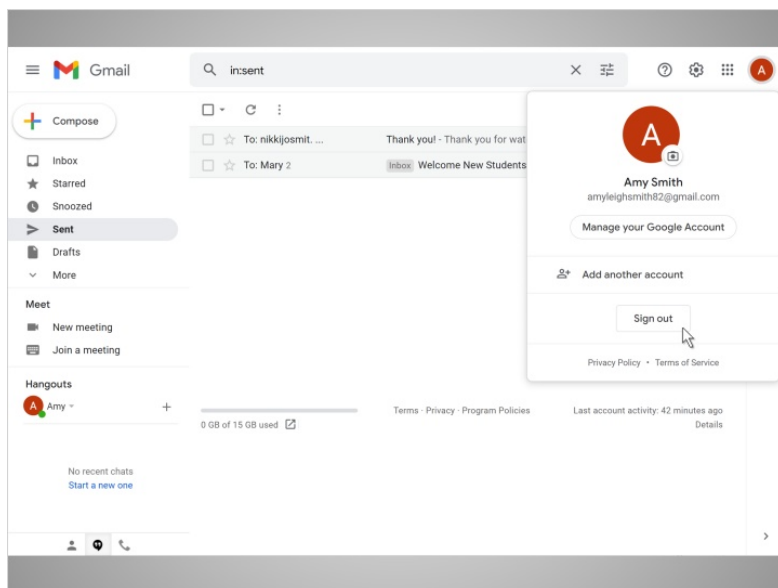 Gmail
in:sent
A
Compose
Inbox
Starred
Snoozed
Sent
Drafts
More
Meet
New meeting
Join a meeting
Hangouts
A Amy
No recent chats
Start a new one
To: nikkijosmit. ... Thank you! - Thank you for wat
To: Mary 2 Inbox Welcome New Students
0 GB of 15 GB used
Terms · Privacy · Program Policies
Last account activity: 42 minutes ago
Details
A
Amy Smith
amyleighsmith82@gmail.com
Manage your Google Account
Add another account
Sign out
Privacy Policy • Terms of Service